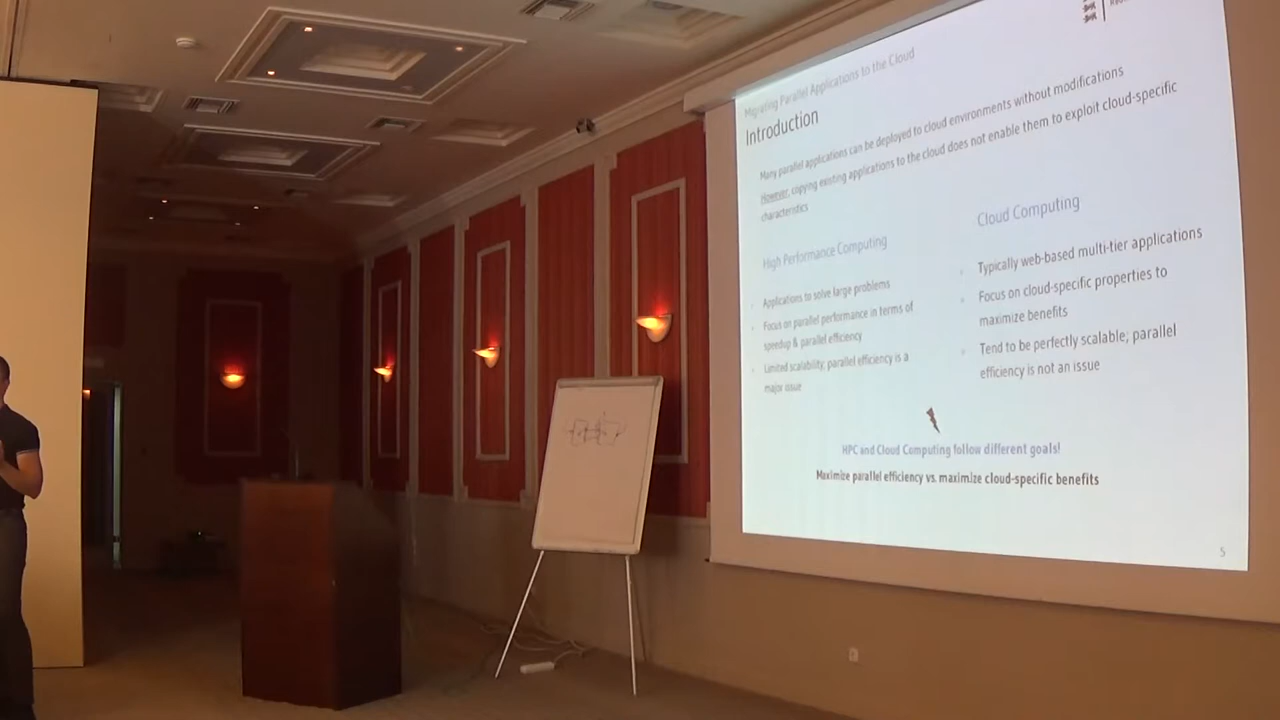 Migrating Parallel Applications to the Cloud
Introduction
Many parallel applications can be deployed to cloud environments without modifications
However, copying existing applications to the cloud does not enable them to exploit cloud-specific
characteristics
High Performance Computing
Applications to solve large problems
Focus on parallel performance in terms of
speedup & parallel efficiency
Limited scalability; parallel efficiency is a
major issue
Cloud Computing
Typically web-based multi-tier applications
Focus on cloud-specific properties to
maximize benefits
Tend to be perfectly scalable; parallel
efficiency is not an issue
HPC and Cloud Computing follow different goals!
Maximize parallel efficiency vs. maximize cloud-specific benefits
5